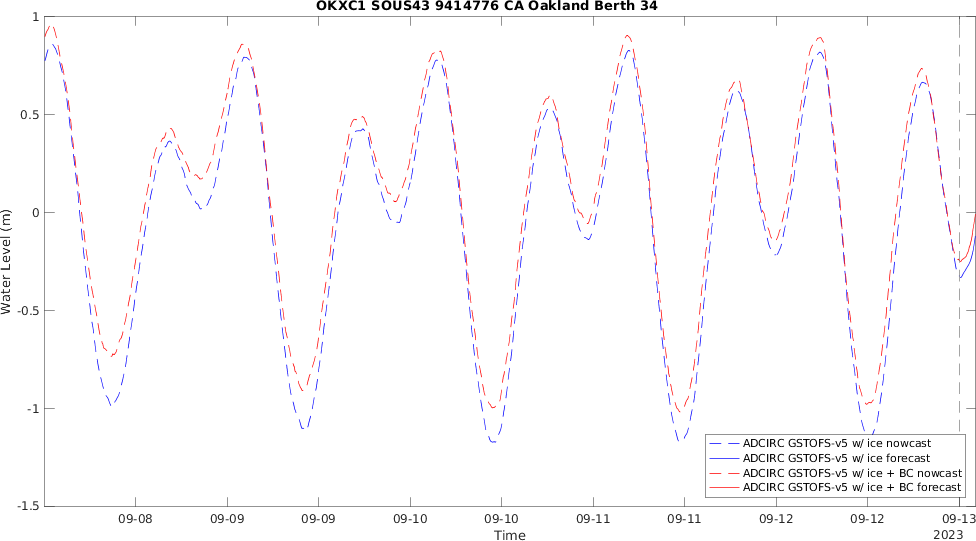 OKXC1 SOUS43 9414776 CA Oakland Berth 34
1
0.5
0
-0.5
-1
-1.5
Water Level (m)
ADCIRC GSTOFS-v5 w/ ice nowcast
ADCIRC GSTOFS-v5 w/ ice forecast
ADCIRC GSTOFS-v5 w/ ice + BC nowcast
ADCIRC GSTOFS-v5 w/ ice + BC forecast
09-08 09-09 09-09 09-10 09-10 09-11 09-11 09-12 09-12 09-13
Time
2023